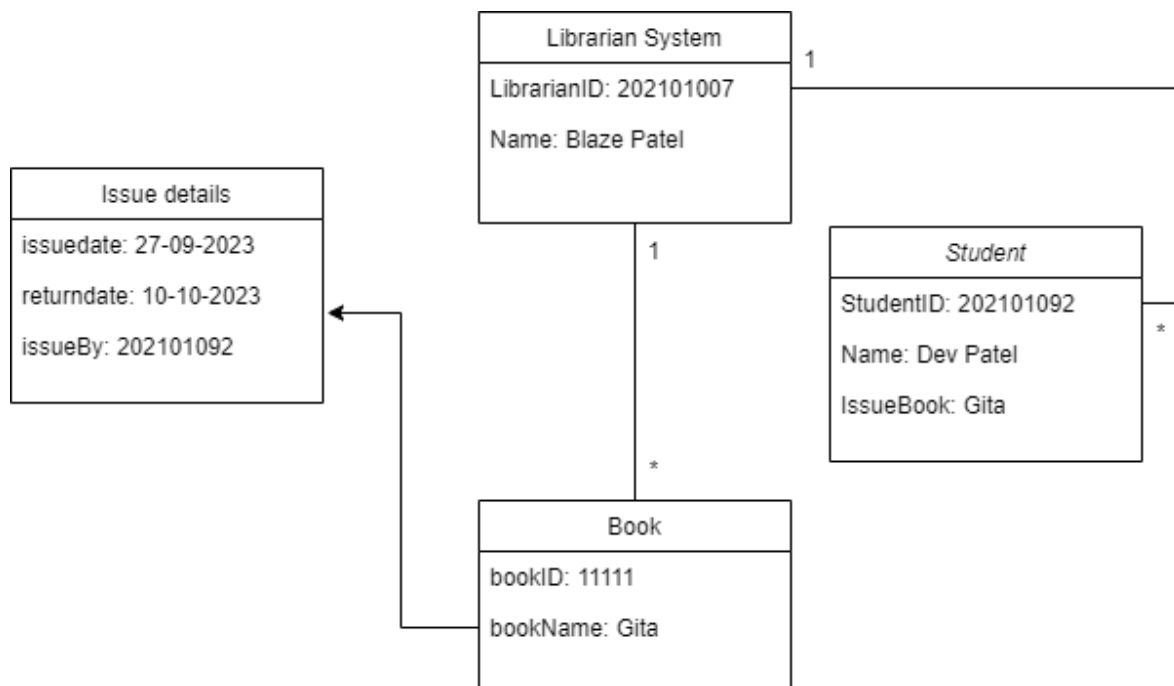 Librarian System
LibrarianID: 202101007
Name: Blaze Patel
1
1
*
Issue details
issuedate: 27-09-2023
returndate: 10-10-2023
issueBy: 202101092
Student
StudentID: 202101092
Name: Dev Patel
IssueBook: Gita
*
Book
bookID: 11111
bookName: Gita